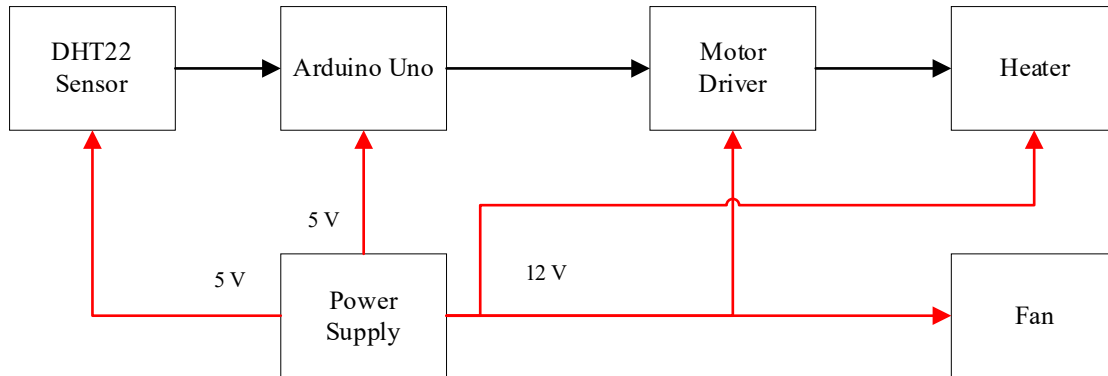 DHT22
Sensor
Arduino Uno
Motor
Driver
Heater
5 V
5 V
12 V
Power
Supply
Fan